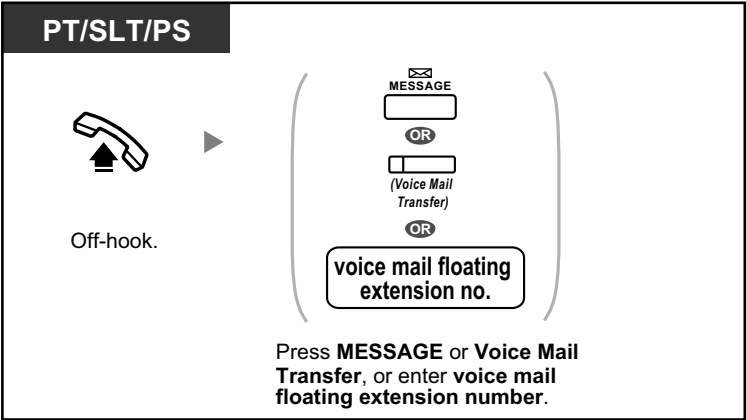 PT/SLT/PS
MESSAGE
OR
(Voice Mail
Transfer)
OR
voice mail floating
extension no.
Off-hook.
Press MESSAGE or Voice Mail
Transfer, or enter voice mail
floating extension number.